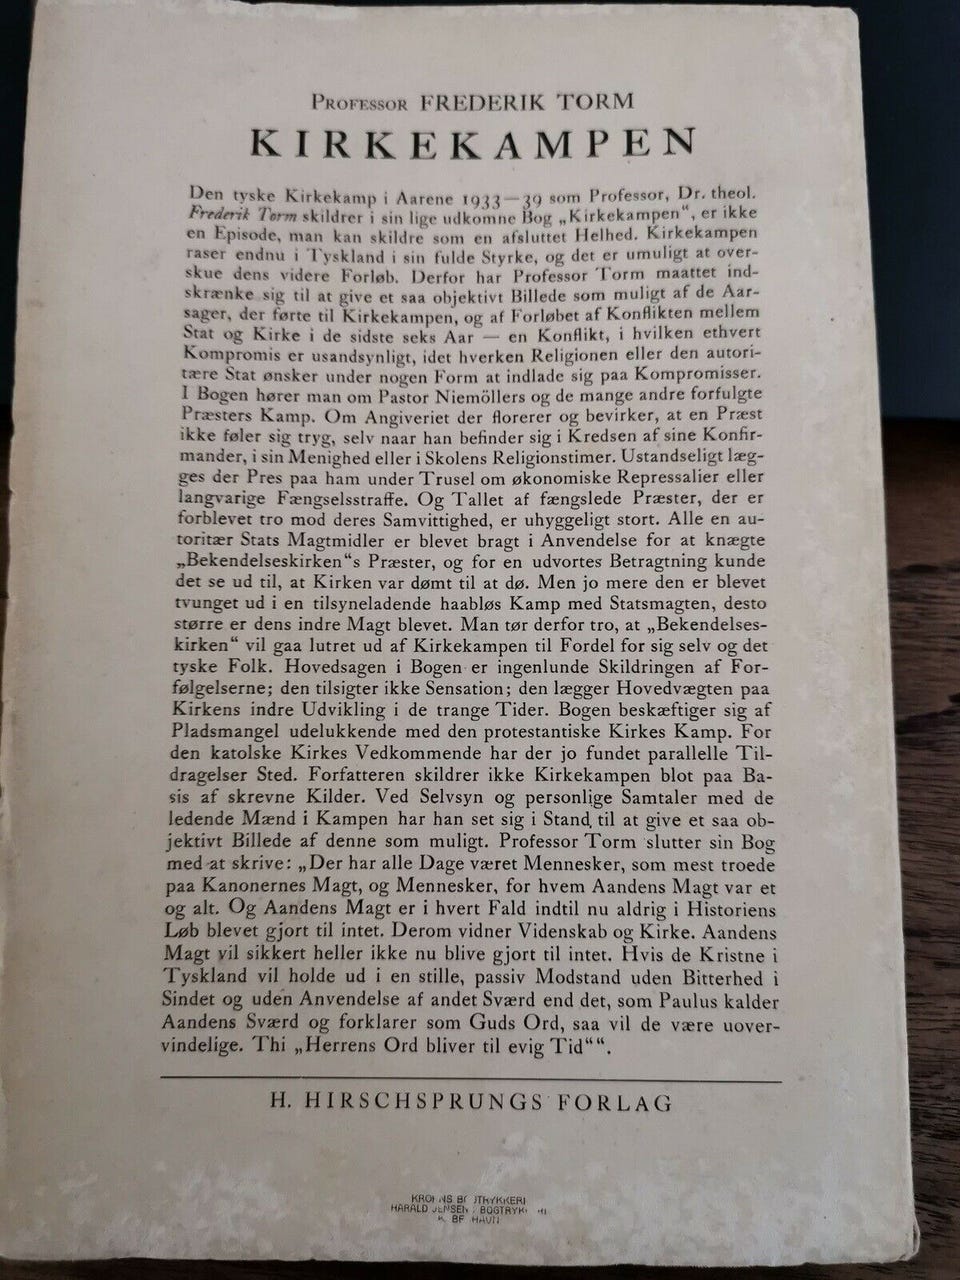 PROFESSOR FREDERIK TORM
KIRKEKAMPEN
Den tyske Kirkekamp i Aarene 1933—39 som Professor, Dr. theol.
Frederik Torm skildrer i sin lige udkomne Bog „Kirkekampen“, er ikke
en Episode, man kan skildre som en afsluttet Helhed. Kirkekampen
raser endnu i Tyskland i sin fulde Styrke, og det er umuligt at over-
skue dens videre Forløb. Derfor har Professor Torm maattet ind-
skrænke sig til at give et saa objektivt Billede som muligt af de Aar-
sager, der førte til Kirkekampen, og af Forløbet af Konflikten mellem
Stat og Kirke i de sidste seks Aar — en Konflikt, i hvilken ethvert
Kompromis er usandsynligt, idet hverken Religionen eller den autori-
tære Stat ønsker under nogen Form at indlade sig paa Kompromisser.
I Bogen hører man om Pastor Niemöllers og de mange andre forfulgte
Præsters Kamp. Om Angiveriet der florerer og bevirker, at en Præst
ikke føler sig tryg, selv naar han befinder sig i Kredsen af sine Konfir-
mander, i sin Menighed eller i Skolens Religionstimer. Ustandseligt læg-
ges der Pres paa ham under Trusel om økonomiske Repressalier eller
langvarige Fængselsstraffe. Og Tallet af fængslede Præster, der er
forblevet tro mod deres Samvittighed, er uhyggeligt stort. Alle en au-
toritær Stats Magtmidler er blevet bragt i Anvendelse for at knægte
„Bekendelseskirken“s Præster, og for en udvortes Betragtning kunde
det se ud til, at Kirken var dømt til at dø. Men jo mere den er blevet
tvunget ud i en tilsyneladende haabløs Kamp med Statsmagten, desto
større er dens indre Magt blevet. Man tør derfor tro, at „Bekendelses-
kirken“ vil gaa lutret ud af Kirkekampen til Fordel for sig selv og det
tyske Folk. Hovedsagen i Bogen er ingenlunde Skildringen af For-
følgelserne; den tilsigter ikke Sensation; den lægger Hovedvægten paa
Kirkens indre Udvikling i de trange Tider. Bogen beskæftiger sig af
Pladsmangel udelukkende med den protestantiske Kirkes Kamp. For
den katolske Kirkes Vedkommende har der jo fundet parallelle Til-
dragelser Sted. Forfatteren skildrer ikke Kirkekampen blot paa Ba-
sis af skrevne Kilder. Ved Selvsyn og personlige Samtaler med de
ledende Mænd i Kampen har han set sig i Stand til at give et saa ob-
jektivt Billede af denne som muligt. Professor Torm slutter sin Bog
med at skrive: „Der har alle Dage været Mennesker, som mest troede
paa Kanonernes Magt, og Mennesker, for hvem Aandens Magt var et
og alt. Og Aandens Magt er i hvert Fald indtil nu aldrig i Historiens
Løb blevet gjort til intet. Derom vidner Videnskab og Kirke. Aandens
Magt vil sikkert heller ikke nu blive gjort til intet. Hvis de Kristne i
Tyskland vil holde ud i en stille, passiv Modstand uden Bitterhed i
Sindet og uden Anvendelse af andet Sværd end det, som Paulus kalder
Aandens Sværd og forklarer som Guds Ord, saa vil de være uover-
vindelige. Thi „Herrens Ord bliver til evig Tid““.
H. HIRSCHSPRUNGS FORLAG
HARALD JENSEN